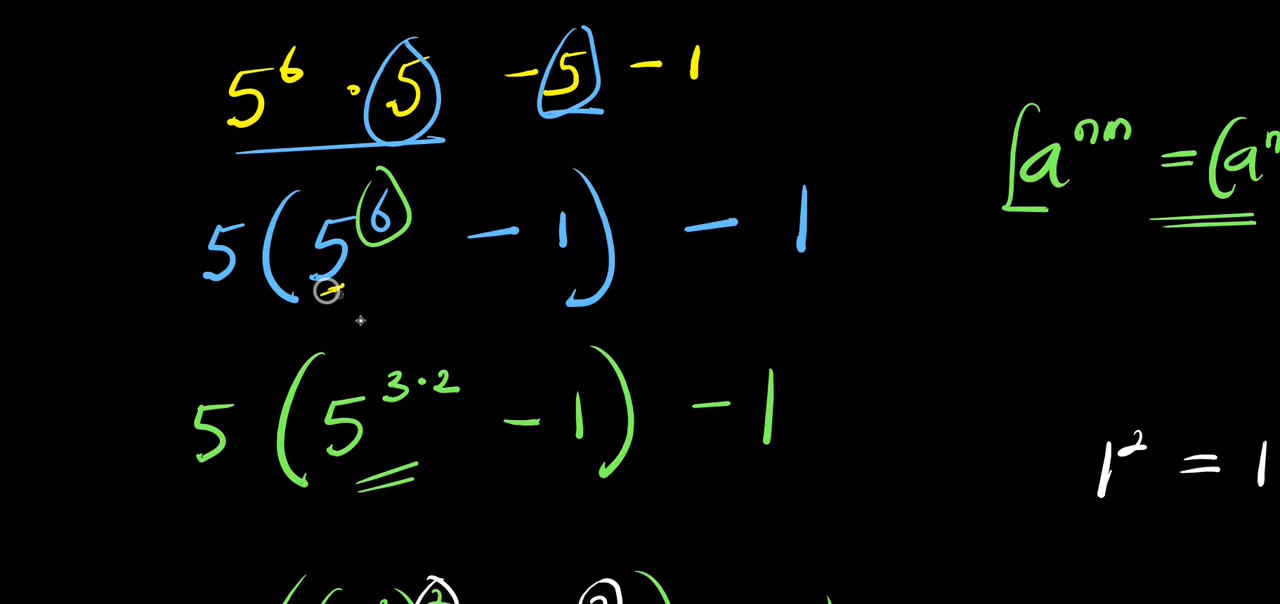 5⁶ · 5 - 5 - 1
5 ( 5⁶ - 1 ) - 1
a^{nm} = (a
5 ( 5^{3·2} - 1 ) - 1
1² = 1